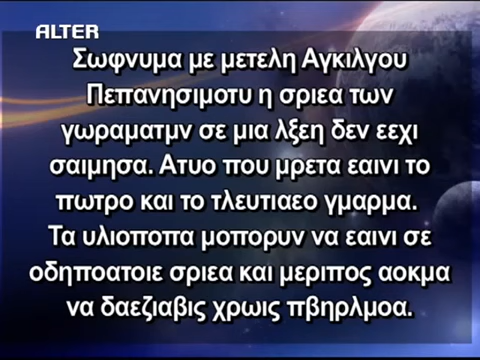 ALTER
Σωφνυμα με μετελη Αγκιλγου
Πεπανησιμοτυ η σριεα των
γωραματμν σε μια λξεη δεν εεχι
σαιμησα. Ατυο που μρετα εαινι το
πωτρο και το τλευτιαεο γμαρμα.
Τα υλιοποπα μοπορυν να εαινι σε
οδηποατοιε σριεα και μεριπος αοκμα
να δαεζιαβις χρωις πβηρλμοα.